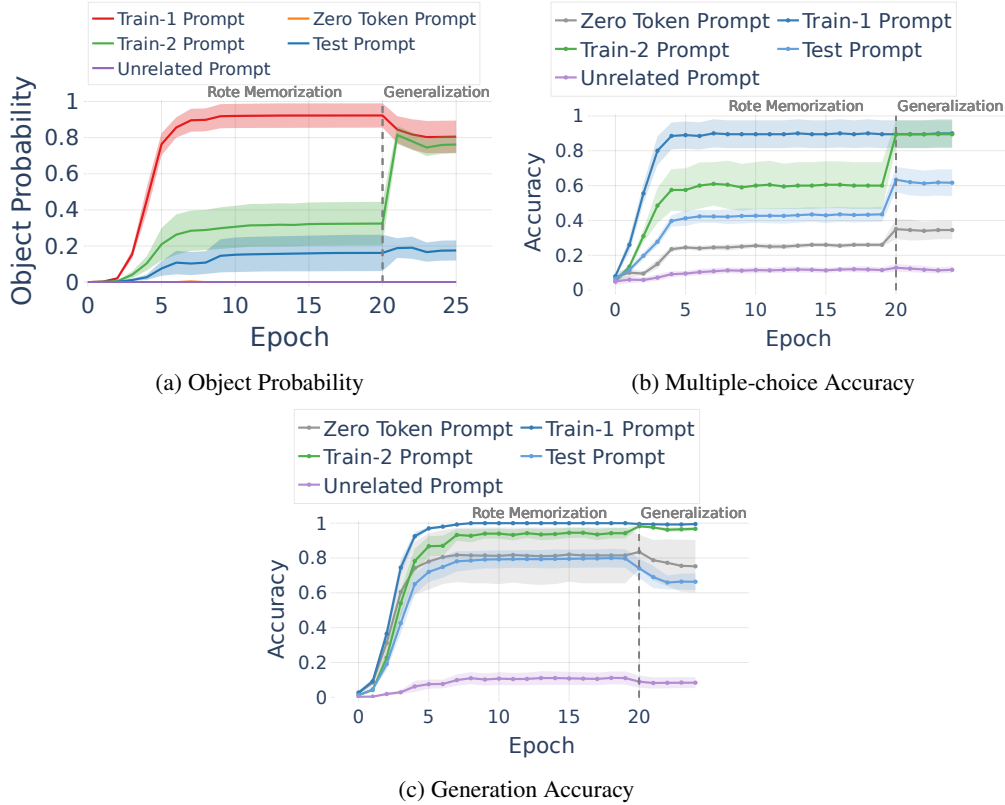 Train-1 Prompt Zero Token Prompt
Train-2 Prompt Test Prompt
Unrelated Prompt
Rote Memorization Generalization
Object Probability
1
0.8
0.6
0.4
0.2
0
0 5 10 15 20 25
Epoch
(a) Object Probability
Zero Token Prompt Train-1 Prompt
Train-2 Prompt Test Prompt
Unrelated Prompt
Rote Memorization Generalization
Accuracy
1
0.8
0.6
0.4
0.2
0
0 5 10 15 20
Epoch
(b) Multiple-choice Accuracy
Zero Token Prompt Train-1 Prompt
Train-2 Prompt Test Prompt
Unrelated Prompt
Rote Memorization Generalization
Accuracy
1
0.8
0.6
0.4
0.2
0
0 5 10 15 20
Epoch
(c) Generation Accuracy